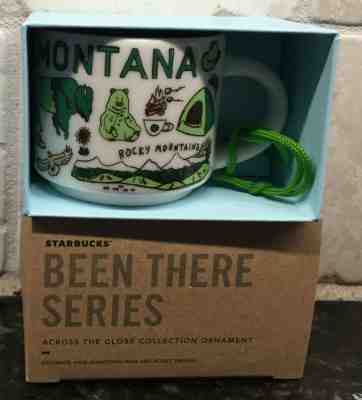 MONTANA
ROCKY MOUNTAINS
STARBUCKS
BEEN THERE
SERIES
ACROSS THE GLOBE COLLECTION ORNAMENT